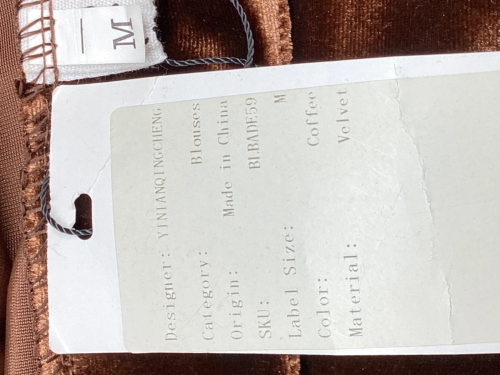 M
Designer: YINIANQINGCHENG
Category: Blouses
Origin: Made in China
SKU: BLBADE59
Label Size: M
Color: Coffee
Material: Velvet